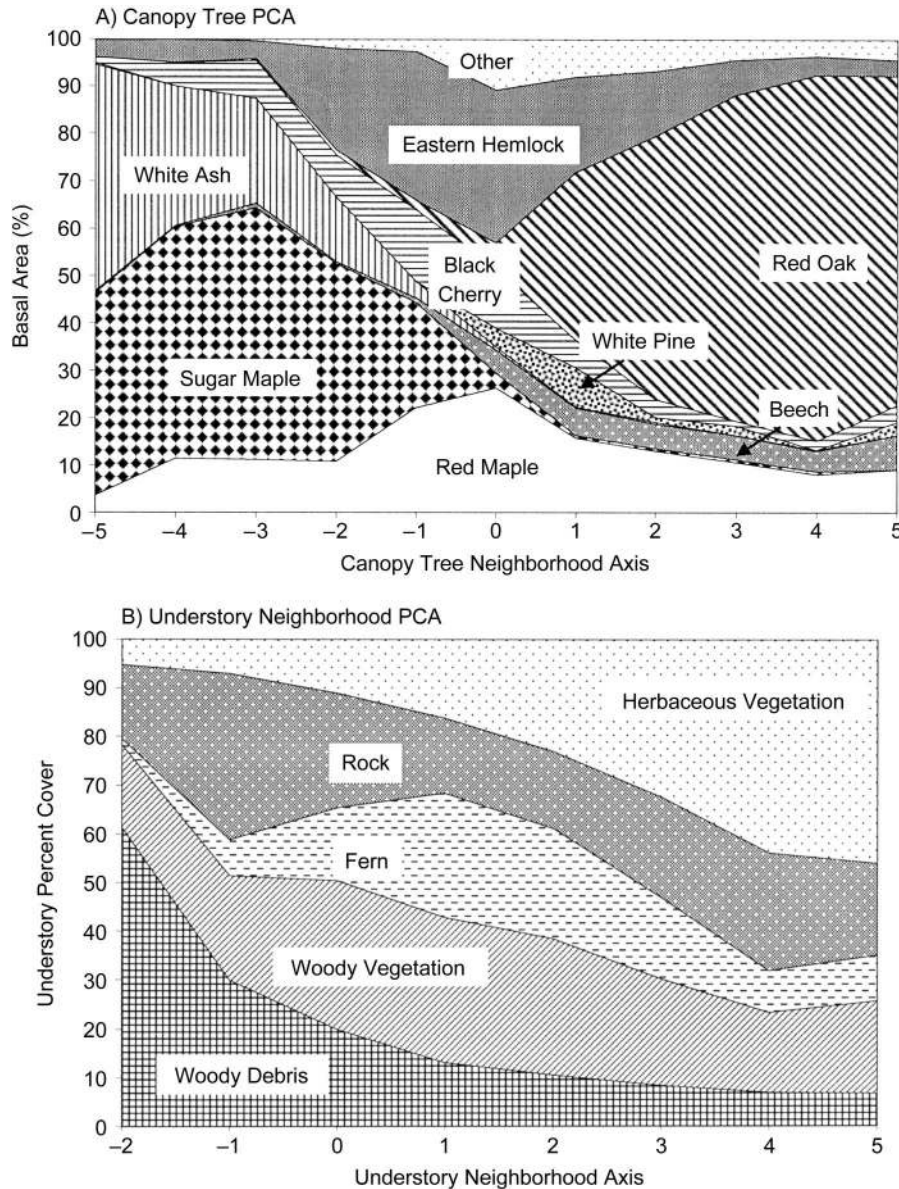 A) Canopy Tree PCA
100
90
80
70
60
50
40
30
20
10
0
Basal Area (%)
Other
Eastern Hemlock
White Ash
Black
Cherry
Red Oak
White Pine
Sugar Maple
Beech
Red Maple
–5 –4 –3 –2 –1 0 1 2 3 4 5
Canopy Tree Neighborhood Axis
B) Understory Neighborhood PCA
100
90
80
70
60
50
40
30
20
10
0
Understory Percent Cover
Herbaceous Vegetation
Rock
Fern
Woody Vegetation
Woody Debris
–2 –1 0 1 2 3 4 5
Understory Neighborhood Axis